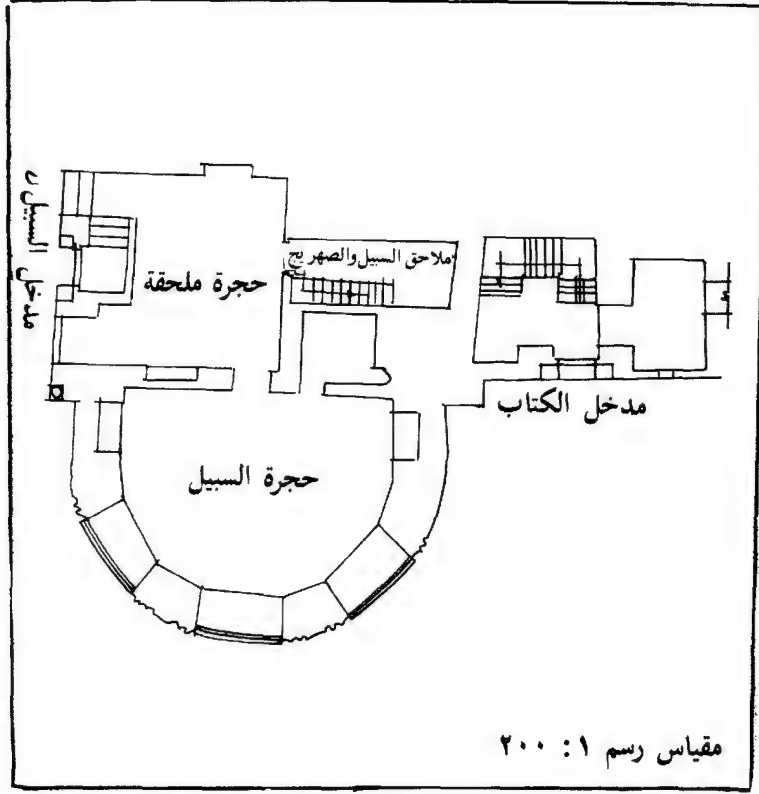 مدخل السبيل
ملاحق السبيل والصهريج
حجرة ملحقة
مدخل الكتاب
حجرة السبيل
مقياس رسم ١ : ٢٠٠